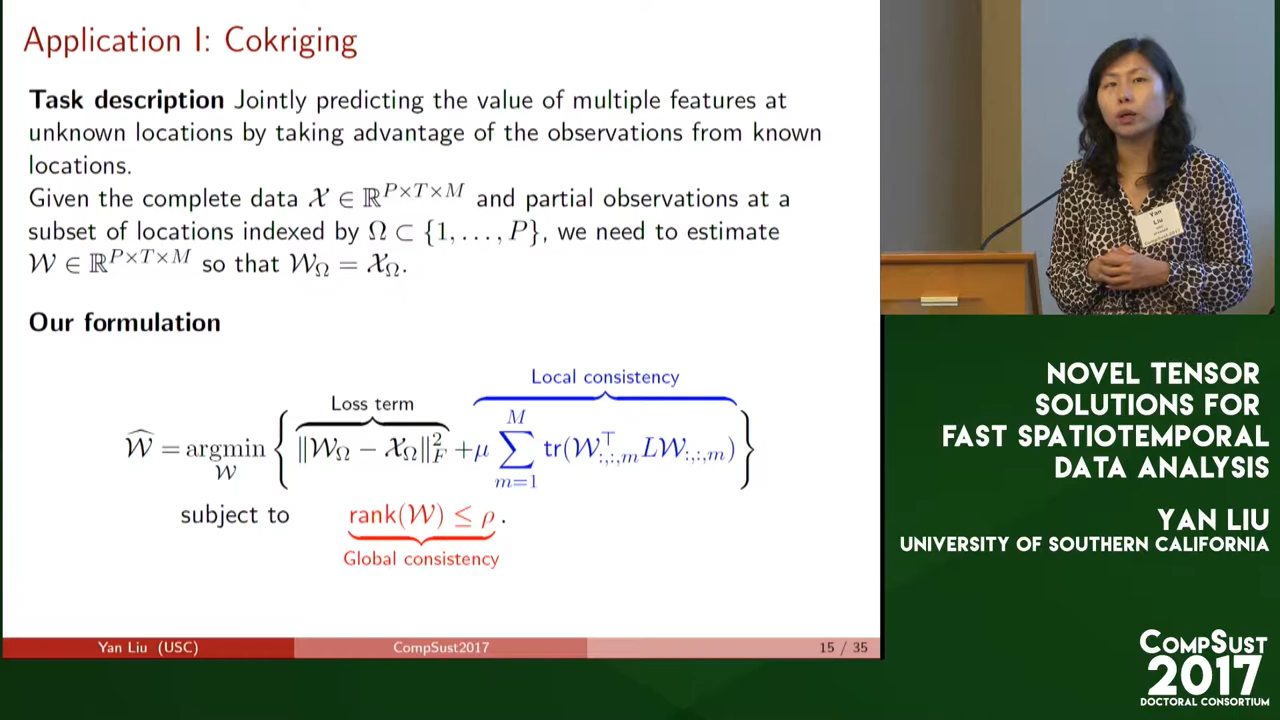 Application I: Cokriging
Task description Jointly predicting the value of multiple features at
unknown locations by taking advantage of the observations from known
locations.
Given the complete data 𝒳 ∈ ℝ^{P×T×M} and partial observations at a
subset of locations indexed by Ω ⊂ {1, . . . , P}, we need to estimate
𝒲 ∈ ℝ^{P×T×M} so that 𝒲_Ω = 𝒳_Ω.
Our formulation
Local consistency
Loss term
𝒲̂ = argmin_𝒲 { ‖𝒲_Ω − 𝒳_Ω‖²_F + μ ∑_{m=1}^{M} tr(𝒲^⊤_{:,:,m} L𝒲_{:,:,m}) }
subject to rank(𝒲) ≤ ρ .
Global consistency
Yan Liu (USC) CompSust2017 15 / 35
Yan
Liu
NOVEL TENSOR
SOLUTIONS FOR
FAST SPATIOTEMPORAL
DATA ANALYSIS
YAN LIU
UNIVERSITY OF SOUTHERN CALIFORNIA
COMPSUST
2017
DOCTORAL CONSORTIUM